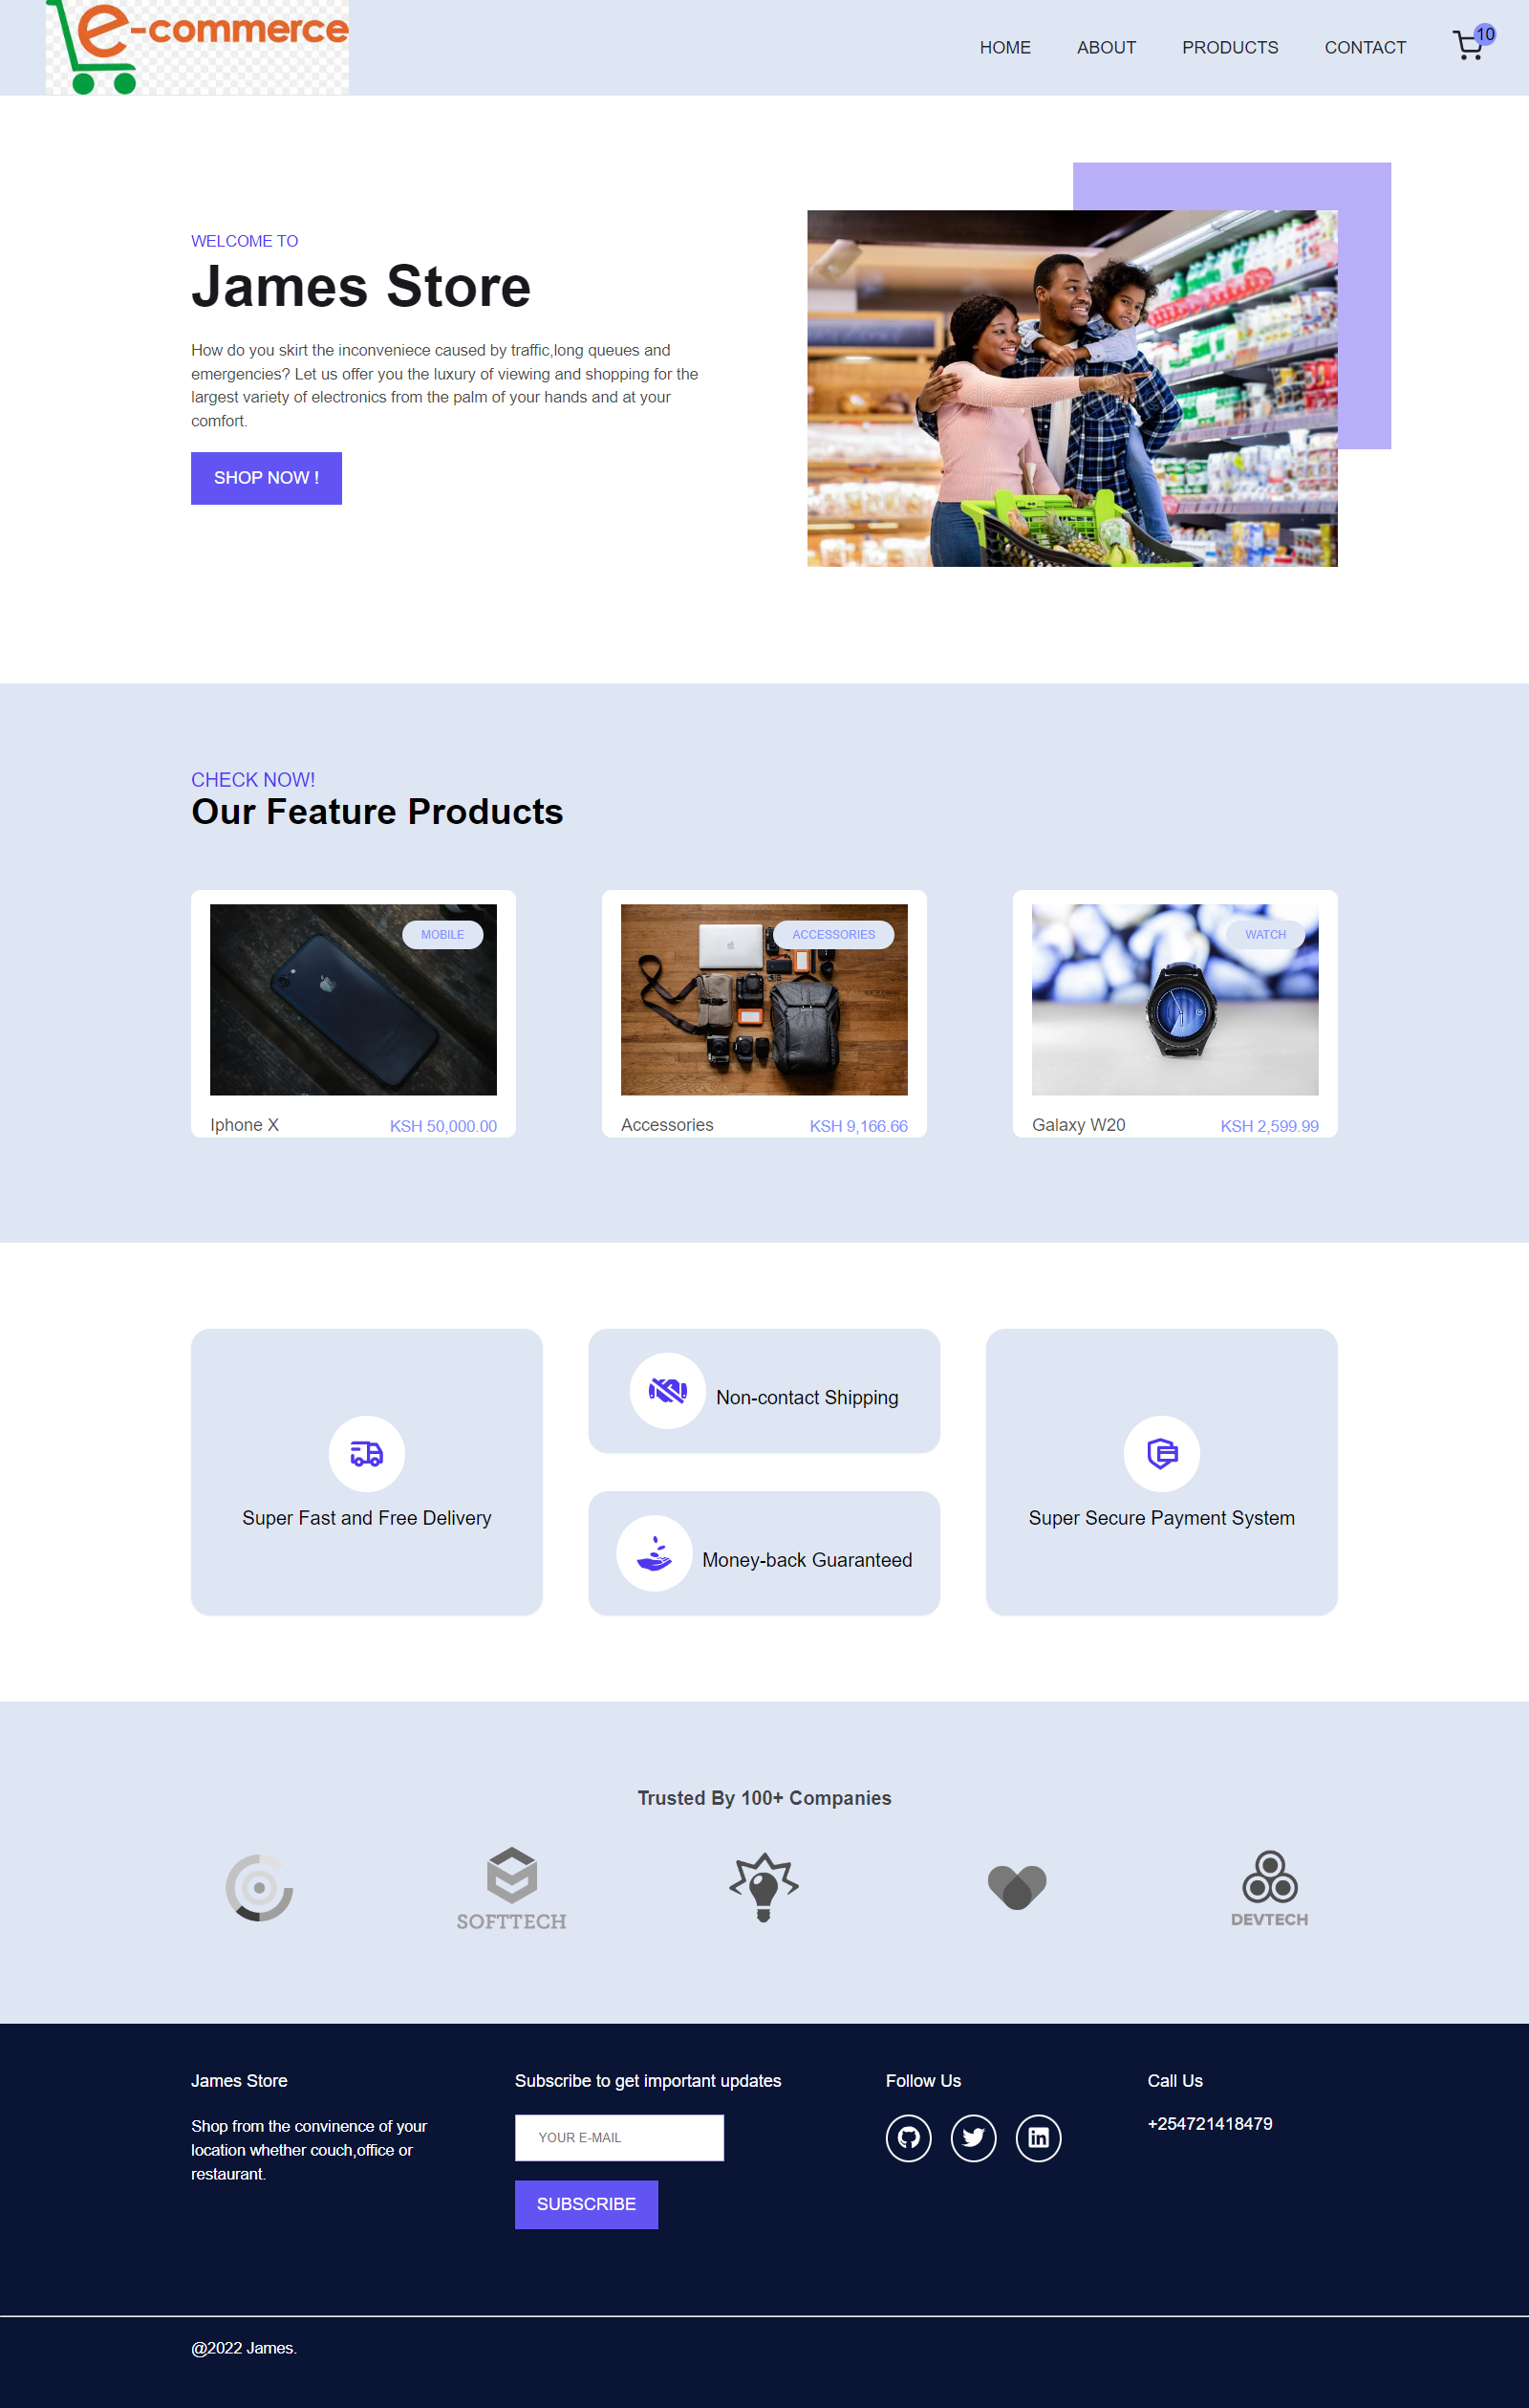 e-commerce
HOME
ABOUT
PRODUCTS
CONTACT
10
WELCOME TO
James Store
How do you skirt the inconveniece caused by traffic,long queues and
emergencies? Let us offer you the luxury of viewing and shopping for the
largest variety of electronics from the palm of your hands and at your
comfort.
SHOP NOW !
CHECK NOW!
Our Feature Products
MOBILE
Iphone X
KSH 50,000.00
ACCESSORIES
Accessories
KSH 9,166.66
WATCH
Galaxy W20
KSH 2,599.99
Super Fast and Free Delivery
Non-contact Shipping
Money-back Guaranteed
Super Secure Payment System
Trusted By 100+ Companies
SOFTTECH
DEVTECH
James Store
Shop from the convinence of your
location whether couch,office or
restaurant.
Subscribe to get important updates
YOUR E-MAIL
SUBSCRIBE
Follow Us
Call Us
+254721418479
@2022 James.